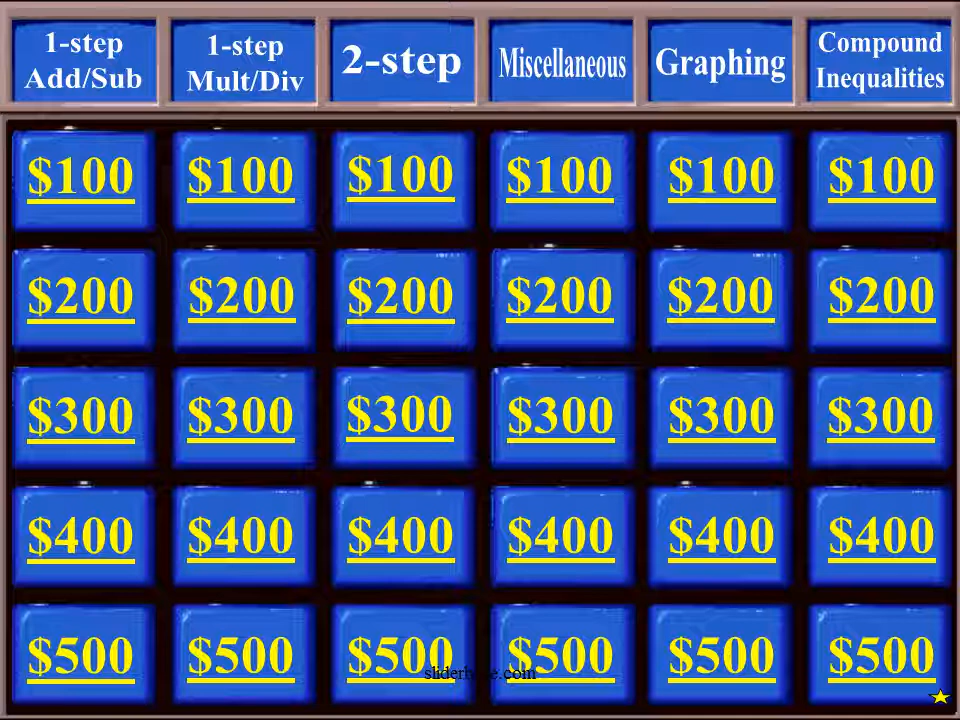 1-step
Add/Sub
1-step
Mult/Div
2-step
Miscellaneous
Graphing
Compound
Inequalities
$100 $100 $100 $100 $100 $100
$200 $200 $200 $200 $200 $200
$300 $300 $300 $300 $300 $300
$400 $400 $400 $400 $400 $400
$500 $500 $500 $500 $500 $500